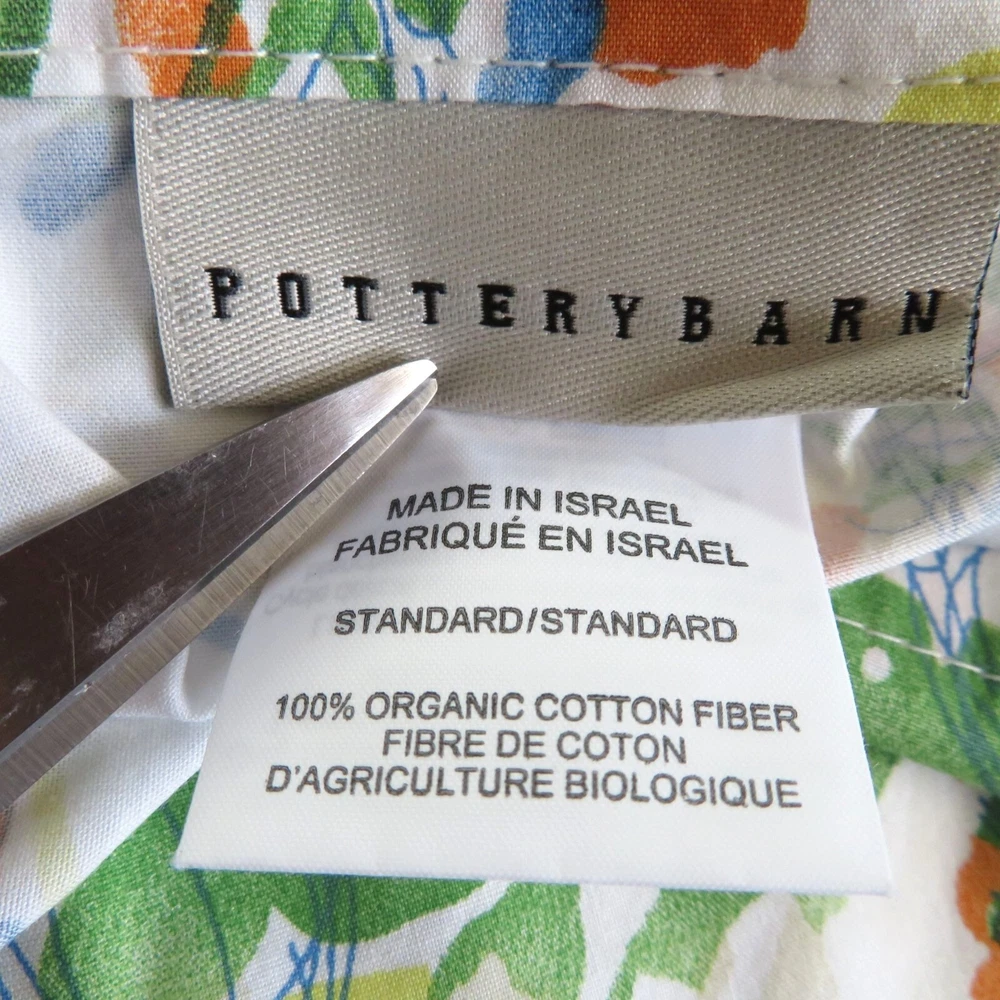 POTTERYBARN
MADE IN ISRAEL
FABRIQUÉ EN ISRAEL
STANDARD/STANDARD
100% ORGANIC COTTON FIBER
FIBRE DE COTON
D'AGRICULTURE BIOLOGIQUE